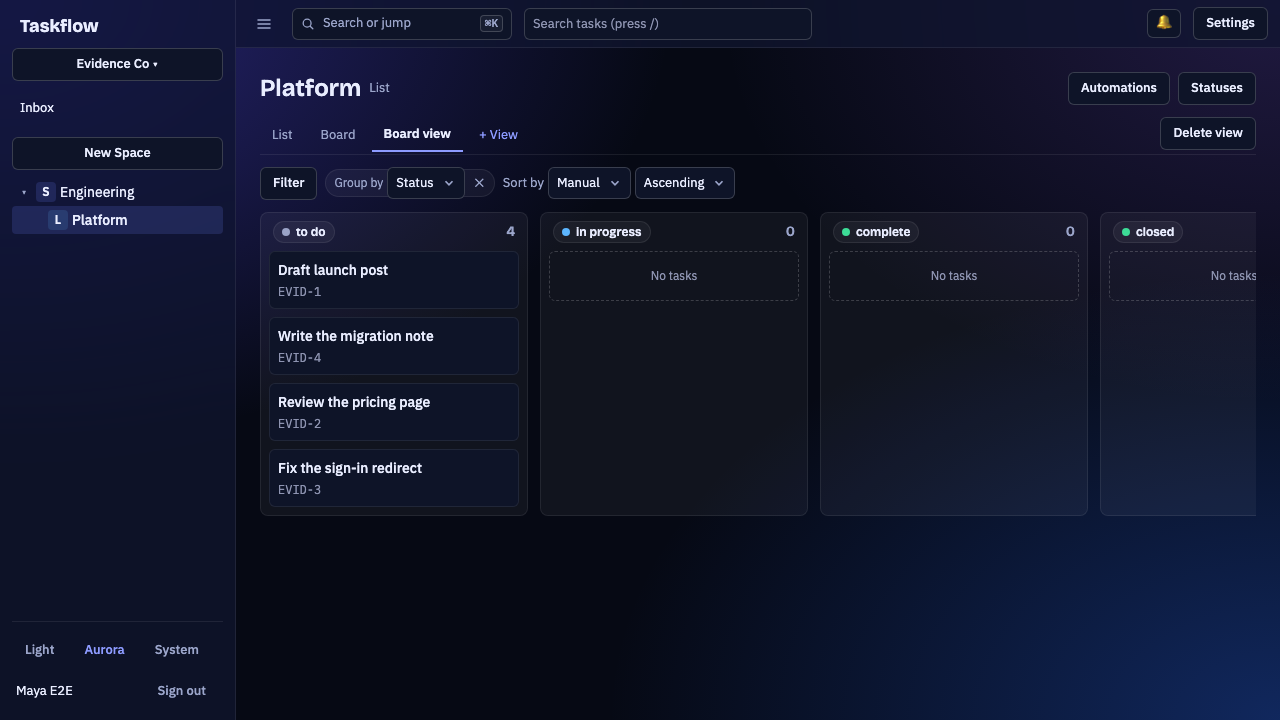 Taskflow
Evidence Co ▾
Inbox
New Space
▾ S Engineering
L Platform
Light Aurora System
Maya E2E Sign out
Search or jump ⌘K
Search tasks (press /)
Settings
Platform List
Automations Statuses
List Board Board view + View
Delete view
Filter Group by Status Sort by Manual Ascending
to do 4
Draft launch post
EVID-1
Write the migration note
EVID-4
Review the pricing page
EVID-2
Fix the sign-in redirect
EVID-3
in progress 0
No tasks
complete 0
No tasks
closed
No tasks